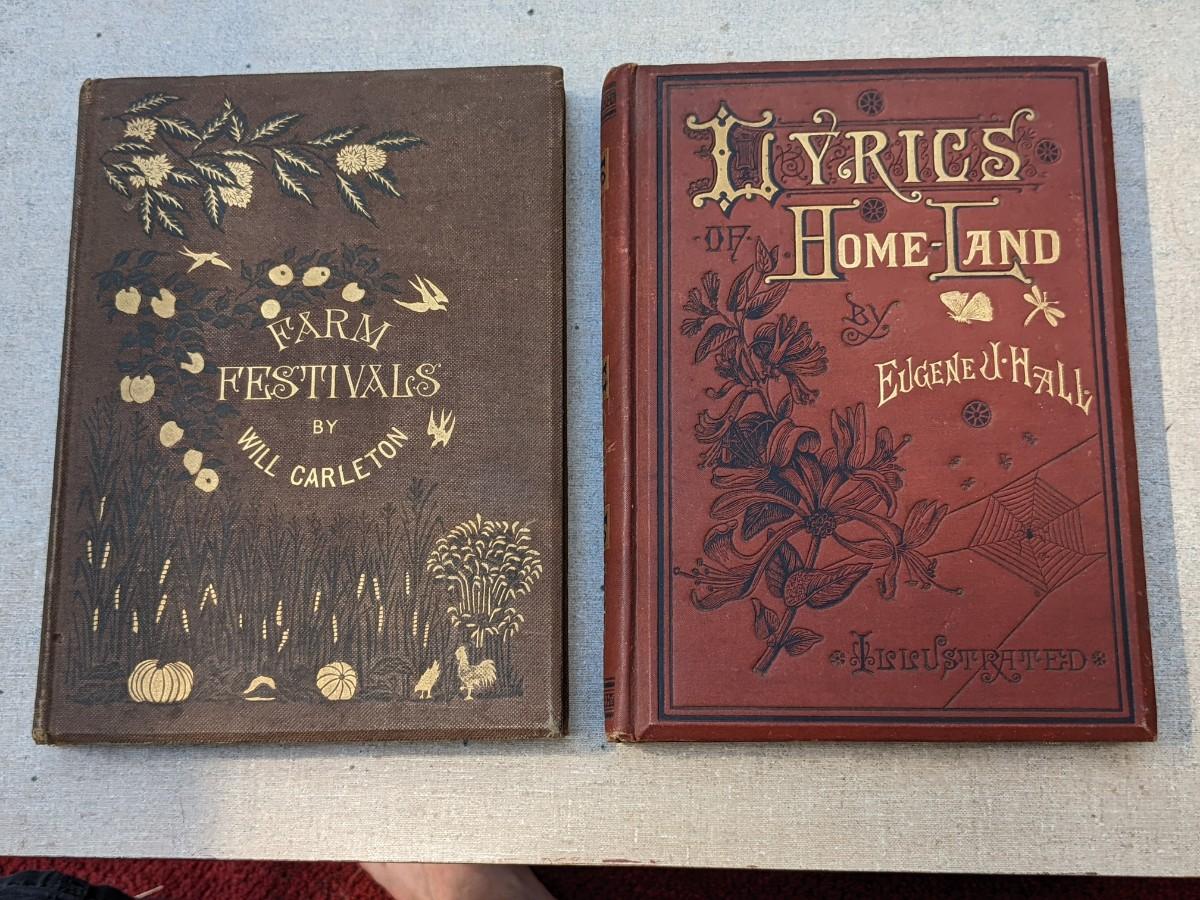 FARM
FESTIVALS
BY
WILL CARLETON
LYRICS
OF HOME-LAND
BY
EUGENE J. HALL
ILLUSTRATED